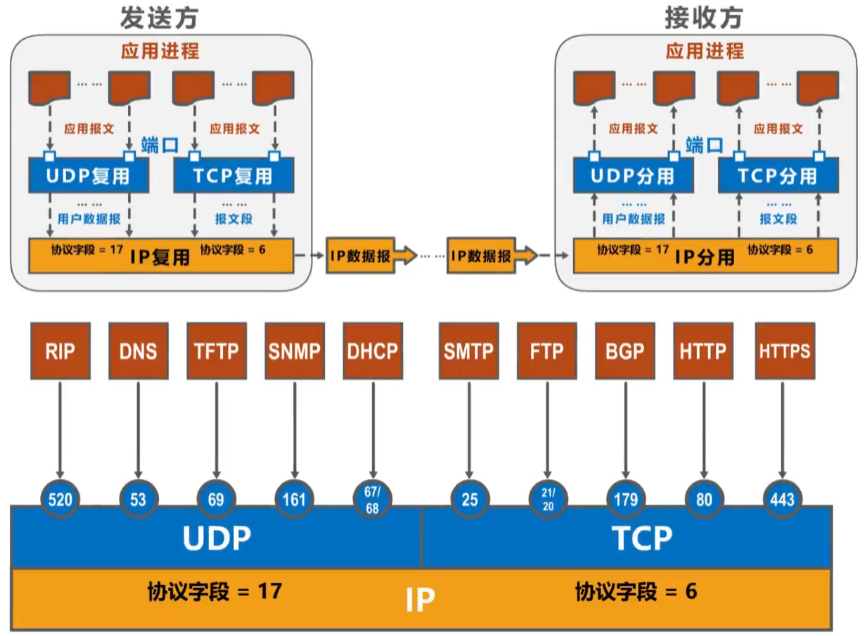 发送方
应用进程
…… ……
应用报文 应用报文
端口
UDP复用 TCP复用
…… ……
用户数据报 报文段
协议字段 = 17 协议字段 = 6
IP复用
IP数据报 …… IP数据报
接收方
应用进程
…… ……
应用报文 应用报文
端口
UDP分用 TCP分用
…… ……
用户数据报 报文段
协议字段 = 17 协议字段 = 6
IP分用
RIP DNS TFTP SNMP DHCP SMTP FTP BGP HTTP HTTPS
520 53 69 161 67/68 25 21/20 179 80 443
UDP TCP
协议字段 = 17 协议字段 = 6
IP